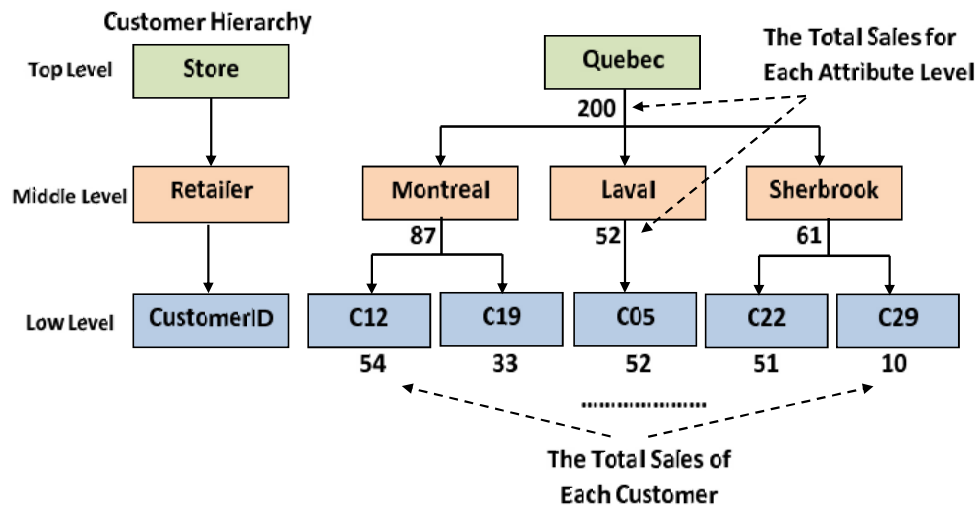 Customer Hierarchy
Top Level
Store
Quebec
The Total Sales for
Each Attribute Level
200
Middle Level
Retailer
Montreal
Laval
Sherbrook
87
52
61
Low Level
CustomerID
C12
C19
C05
C22
C29
54
33
52
51
10
.....................
The Total Sales of
Each Customer